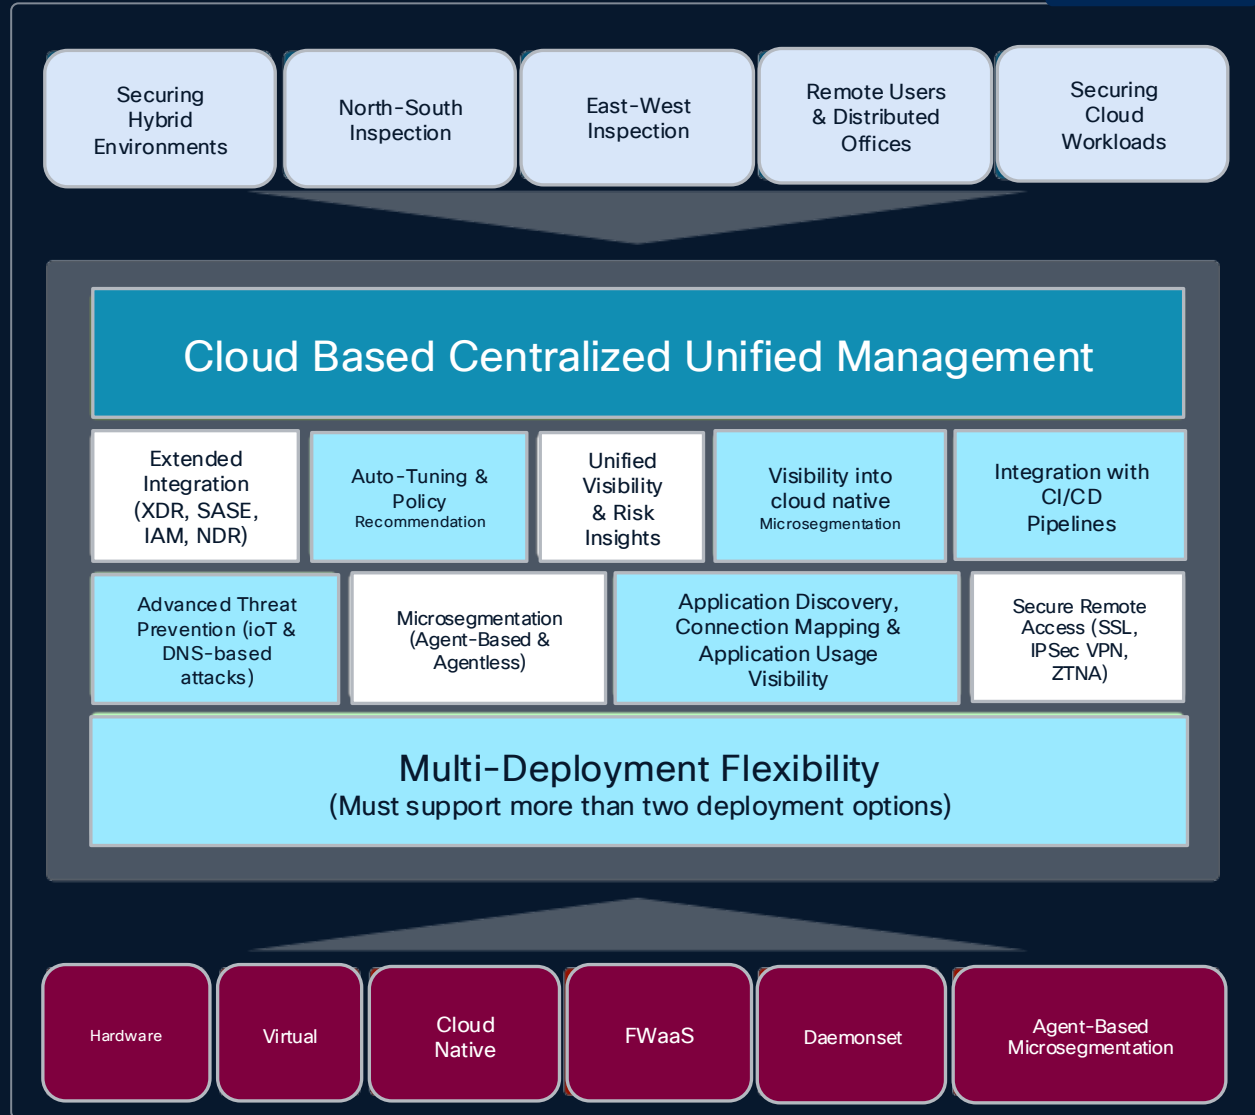 Securing
Hybrid
Environments
North-South
Inspection
East-West
Inspection
Remote Users
& Distributed
Offices
Securing
Cloud
Workloads
Cloud Based Centralized Unified Management
Extended
Integration
(XDR, SASE,
IAM, NDR)
Auto-Tuning &
Policy
Recommendation
Unified
Visibility
& Risk
Insights
Visibility into
cloud native
Microsegmentation
Integration with
CI/CD
Pipelines
Advanced Threat
Prevention (ioT &
DNS-based
attacks)
Microsegmentation
(Agent-Based &
Agentless)
Application Discovery,
Connection Mapping &
Application Usage
Visibility
Secure Remote
Access (SSL,
IPSec VPN,
ZTNA)
Multi-Deployment Flexibility
(Must support more than two deployment options)
Hardware
Virtual
Cloud
Native
FWaaS
Daemonset
Agent-Based
Microsegmentation